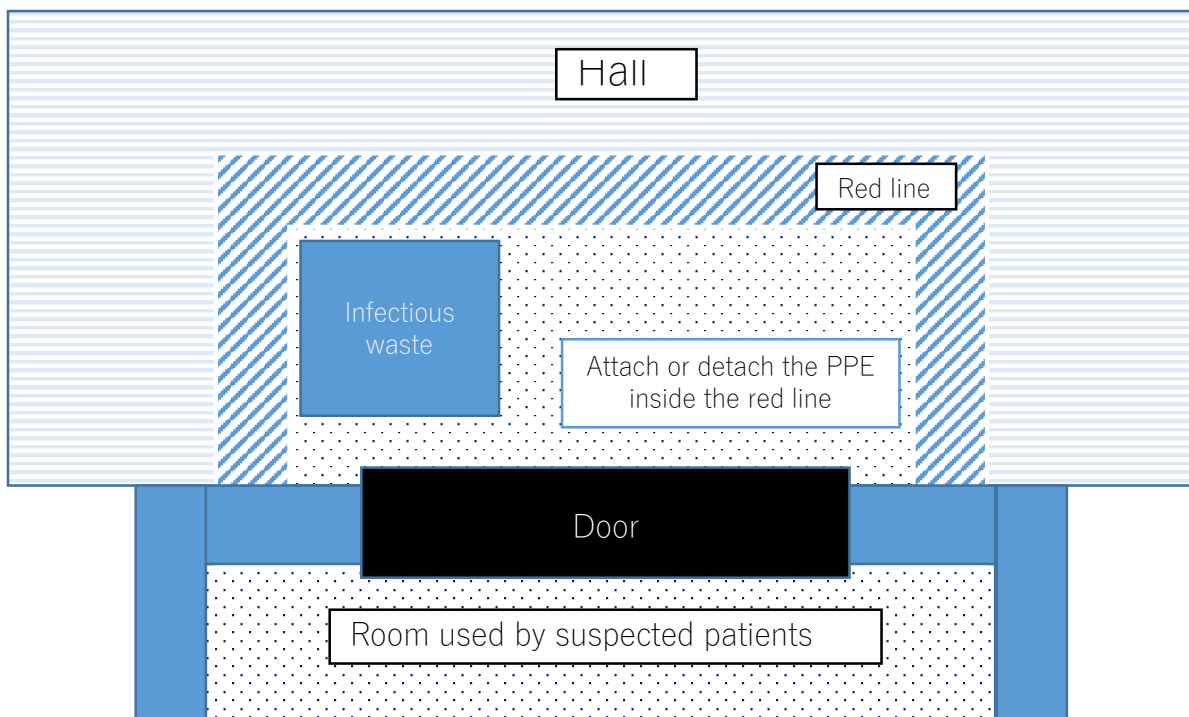 Hall
Red line
Infectious
waste
Attach or detach the PPE
inside the red line
Door
Room used by suspected patients